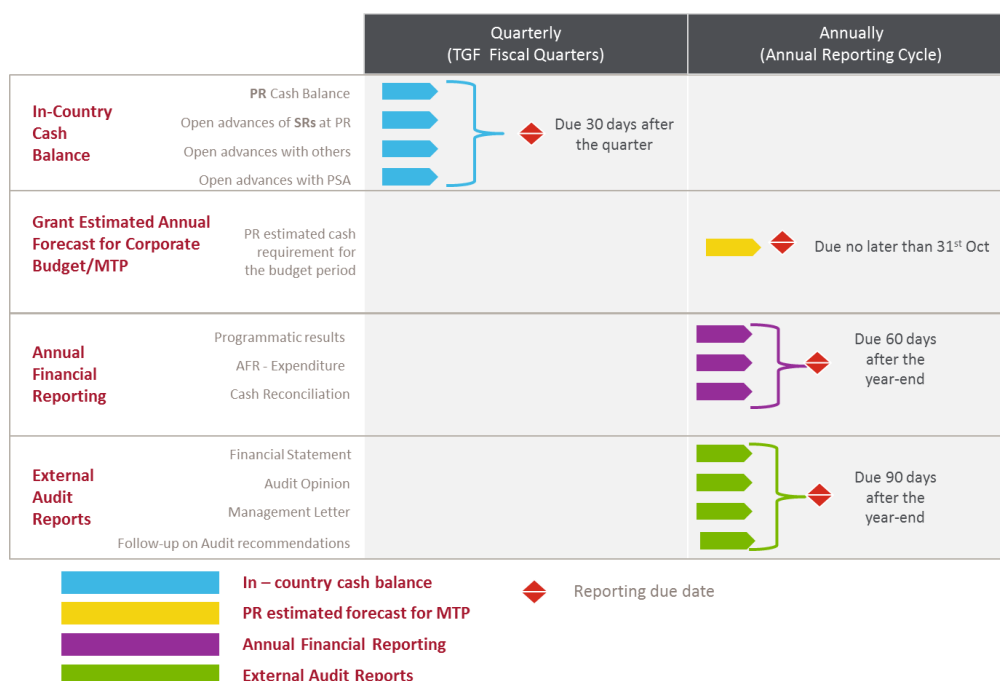 Quarterly
(TGF Fiscal Quarters)
Annually
(Annual Reporting Cycle)
In-Country
Cash
Balance
PR Cash Balance
Open advances of SRs at PR
Open advances with others
Open advances with PSA
Due 30 days after
the quarter
Grant Estimated Annual
Forecast for Corporate
Budget/MTP
PR estimated cash
requirement for
the budget period
Due no later than 31st Oct
Annual
Financial
Reporting
Programmatic results
AFR - Expenditure
Cash Reconciliation
Due 60 days
after the
year-end
External
Audit
Reports
Financial Statement
Audit Opinion
Management Letter
Follow-up on Audit recommendations
Due 90 days
after the
year-end
In – country cash balance
Reporting due date
PR estimated forecast for MTP
Annual Financial Reporting
External Audit Reports